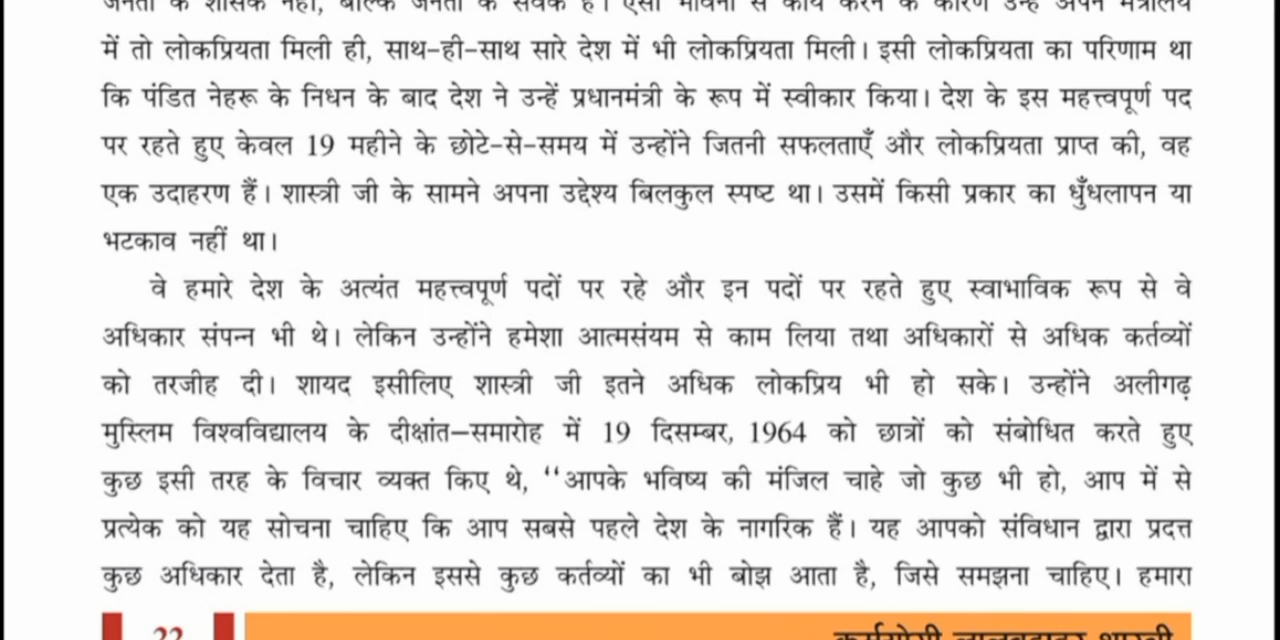 जनता के शासक नहीं, बल्कि जनता के सेवक हैं। ऐसी भावना से कार्य करने के कारण उन्हें अपने मंत्रालय
में तो लोकप्रियता मिली ही, साथ-ही-साथ सारे देश में भी लोकप्रियता मिली। इसी लोकप्रियता का परिणाम था
कि पंडित नेहरू के निधन के बाद देश ने उन्हें प्रधानमंत्री के रूप में स्वीकार किया। देश के इस महत्त्वपूर्ण पद
पर रहते हुए केवल 19 महीने के छोटे-से-समय में उन्होंने जितनी सफलताएँ और लोकप्रियता प्राप्त की, वह
एक उदाहरण हैं। शास्त्री जी के सामने अपना उद्देश्य बिलकुल स्पष्ट था। उसमें किसी प्रकार का धुँधलापन या
भटकाव नहीं था।
वे हमारे देश के अत्यंत महत्त्वपूर्ण पदों पर रहे और इन पदों पर रहते हुए स्वाभाविक रूप से वे
अधिकार संपन्न भी थे। लेकिन उन्होंने हमेशा आत्मसंयम से काम लिया तथा अधिकारों से अधिक कर्तव्यों
को तरजीह दी। शायद इसीलिए शास्त्री जी इतने अधिक लोकप्रिय भी हो सके। उन्होंने अलीगढ़
मुस्लिम विश्वविद्यालय के दीक्षांत–समारोह में 19 दिसम्बर, 1964 को छात्रों को संबोधित करते हुए
कुछ इसी तरह के विचार व्यक्त किए थे, “आपके भविष्य की मंजिल चाहे जो कुछ भी हो, आप में से
प्रत्येक को यह सोचना चाहिए कि आप सबसे पहले देश के नागरिक हैं। यह आपको संविधान द्वारा प्रदत्त
कुछ अधिकार देता है, लेकिन इससे कुछ कर्तव्यों का भी बोझ आता है, जिसे समझना चाहिए। हमारा
22 कर्मयोगी लालबहादुर शास्त्री